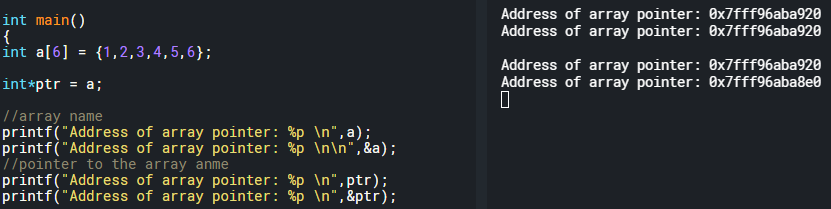 int main()
{
int a[6] = {1,2,3,4,5,6};
int*ptr = a;
//array name
printf("Address of array pointer: %p \n",a);
printf("Address of array pointer: %p \n\n",&a);
//pointer to the array anme
printf("Address of array pointer: %p \n",ptr);
printf("Address of array pointer: %p \n",&ptr);
Address of array pointer: 0x7fff96aba920
Address of array pointer: 0x7fff96aba920
Address of array pointer: 0x7fff96aba920
Address of array pointer: 0x7fff96aba8e0